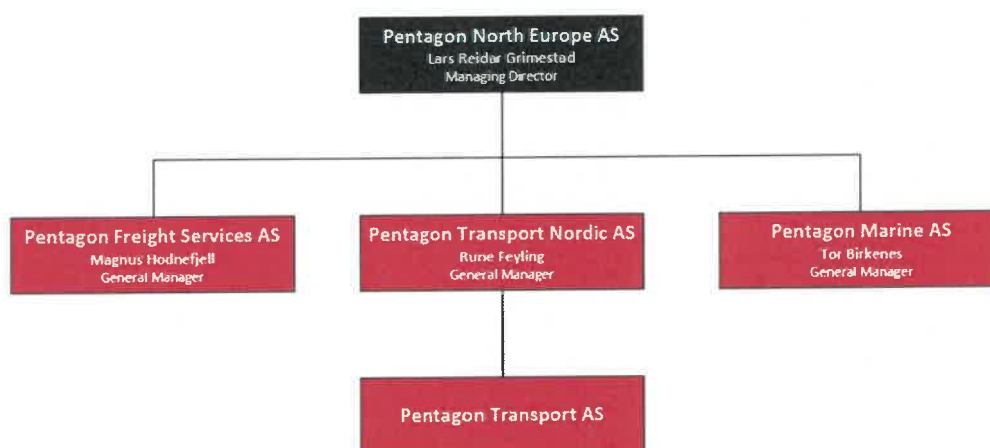 Pentagon North Europe AS
Lars Reidar Grimestad
Managing Director
Pentagon Freight Services AS
Magnus Hodnefjell
General Manager
Pentagon Transport Nordic AS
Rune Feyling
General Manager
Pentagon Marine AS
Tor Birkenes
General Manager
Pentagon Transport AS